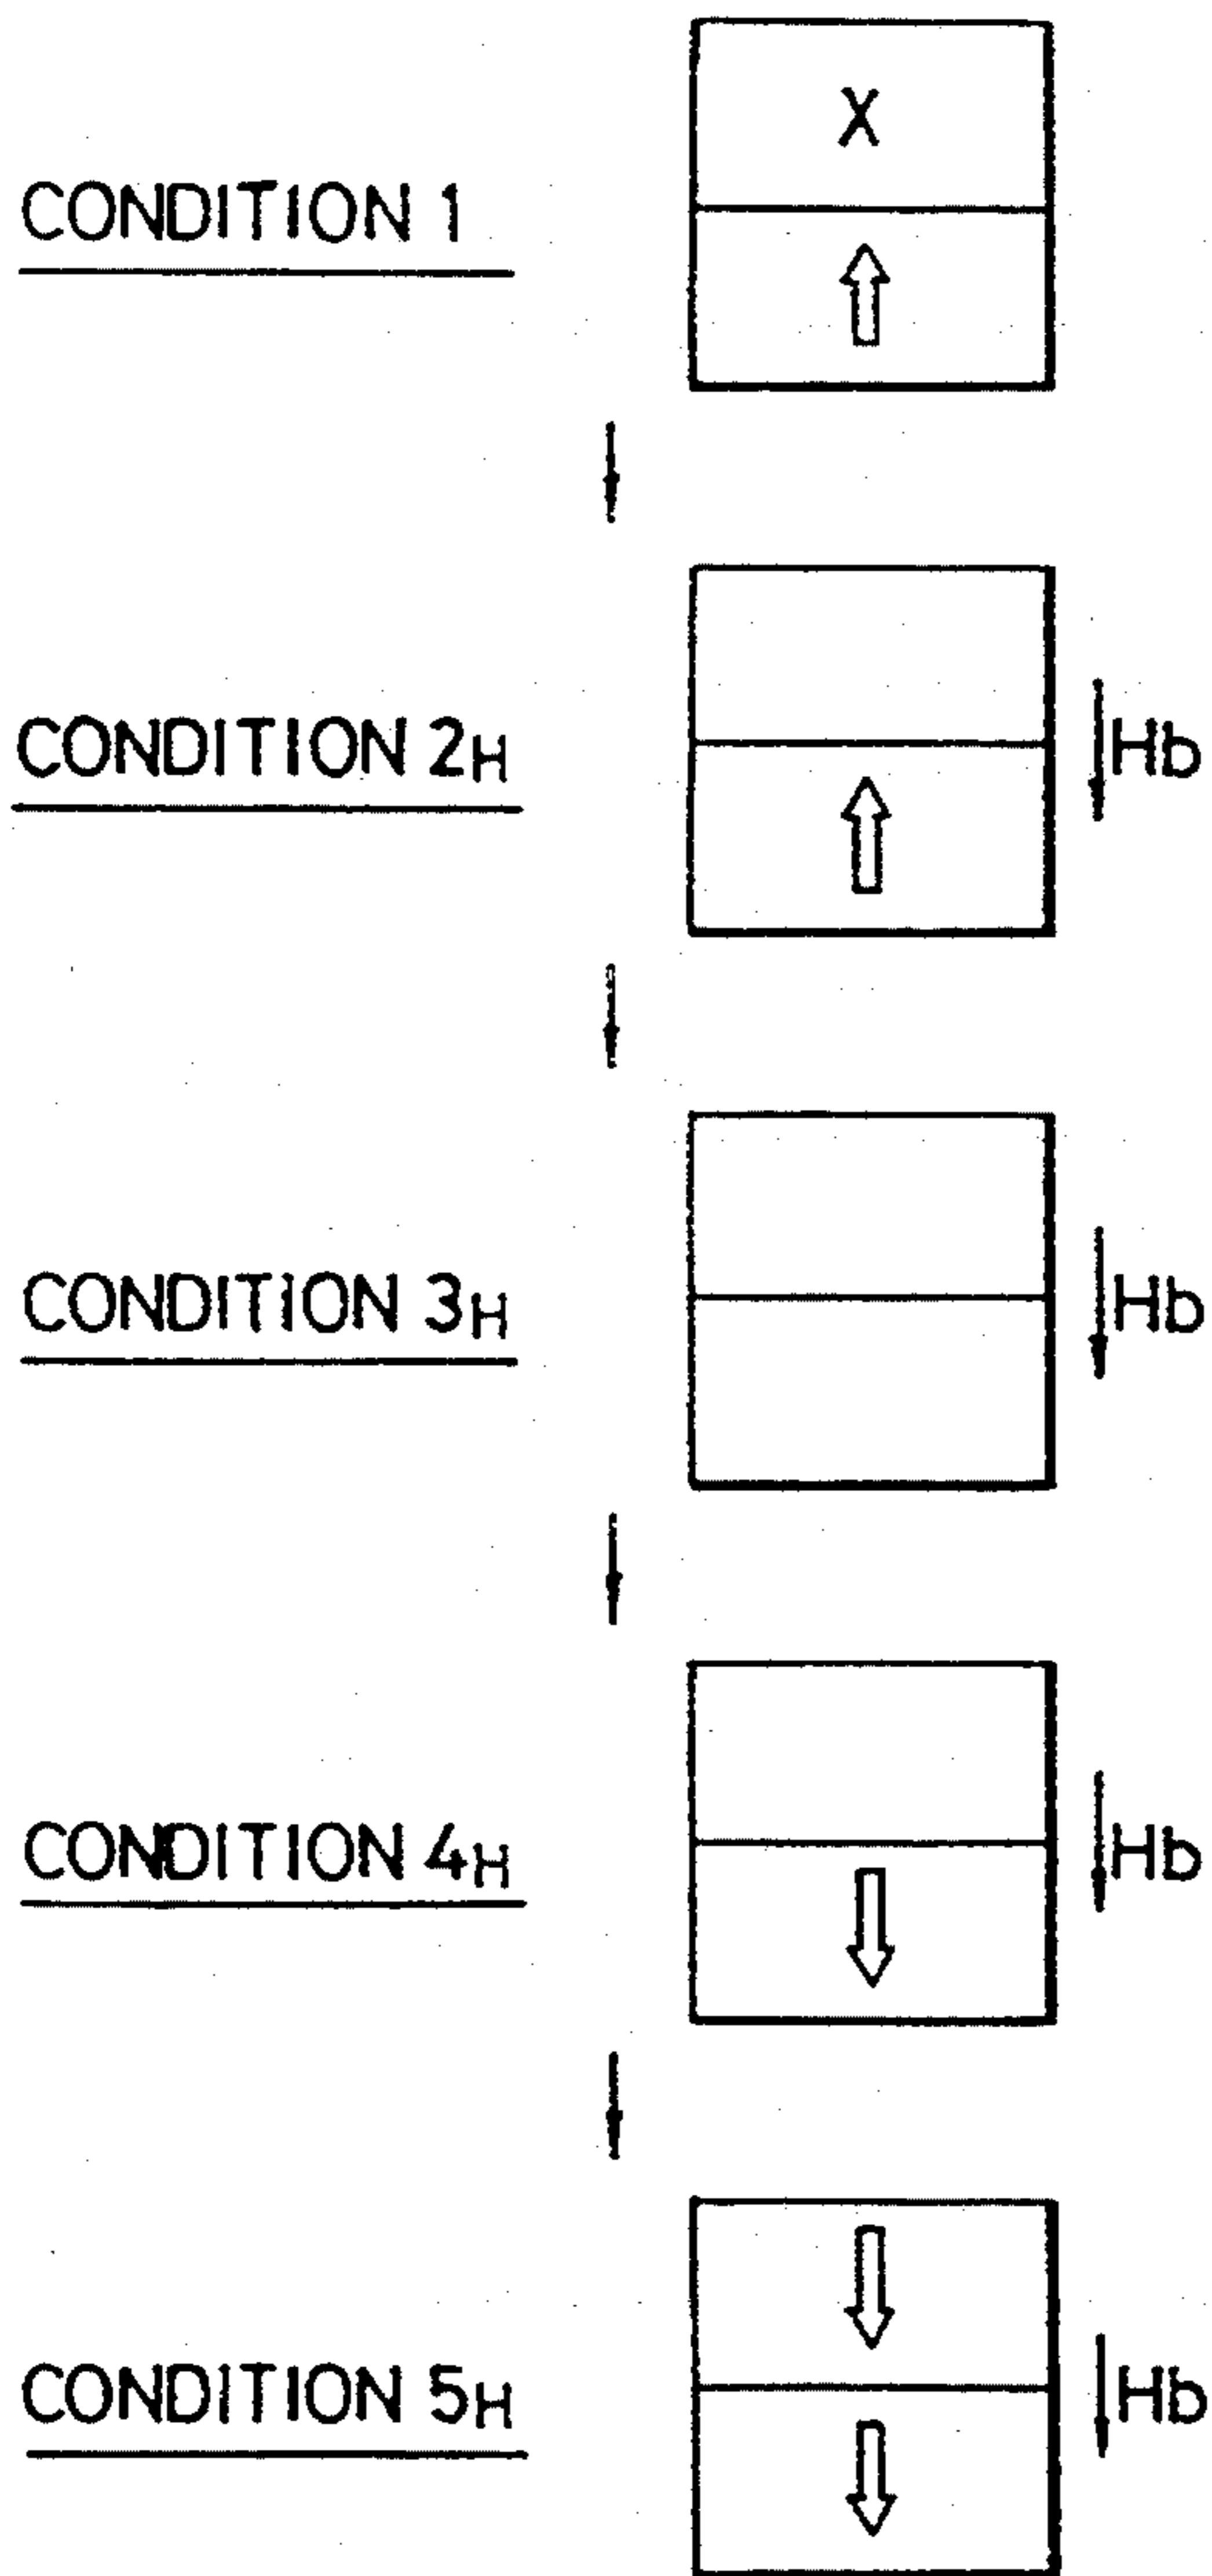 X
CONDITION 1
CONDITION 2H
Hb
CONDITION 3H
Hb
CONDITION 4H
Hb
CONDITION 5H
Hb